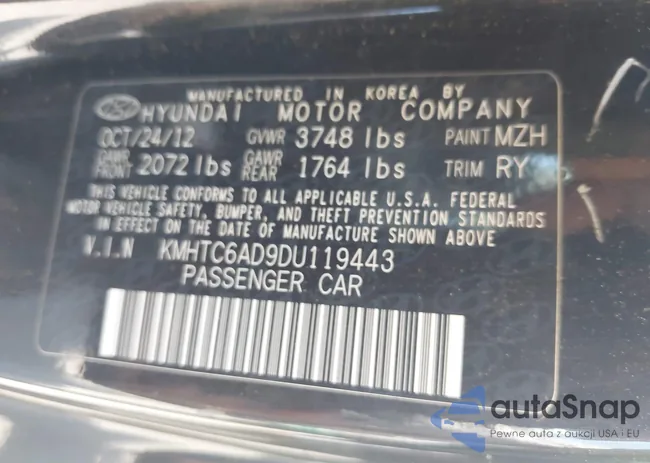 MANUFACTURED IN KOREA BY
HYUNDAI MOTOR COMPANY
OCT/24/12 GVWR 3748 lbs PAINT MZH
GAWR FRONT 2072 lbs GAWR REAR 1764 lbs TRIM RY
THIS VEHICLE CONFORMS TO ALL APPLICABLE U.S.A. FEDERAL
MOTOR VEHICLE SAFETY, BUMPER, AND THEFT PREVENTION STANDARDS
IN EFFECT ON THE DATE OF MANUFACTURE SHOWN ABOVE
V.I.N KMHTC6AD9DU119443
PASSENGER CAR
autoSnap
Pewne auta z aukcji USA i EU